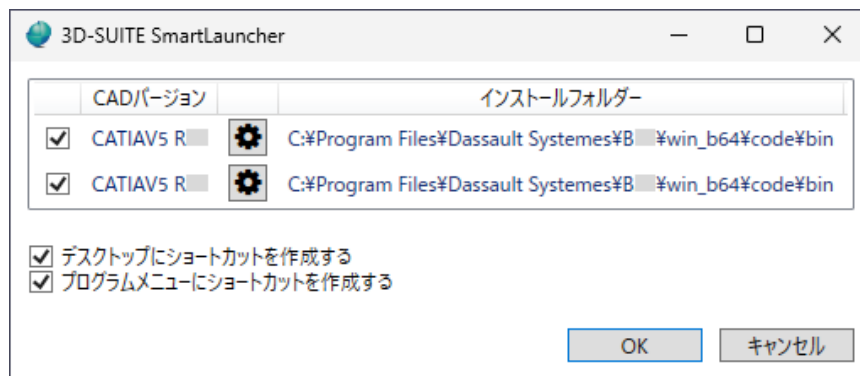 3D-SUITE SmartLauncher
CADバージョン インストールフォルダー
CATIAV5 R C:¥Program Files¥Dassault Systemes¥B ¥win_b64¥code¥bin
CATIAV5 R C:¥Program Files¥Dassault Systemes¥B ¥win_b64¥code¥bin
デスクトップにショートカットを作成する
プログラムメニューにショートカットを作成する
OK キャンセル